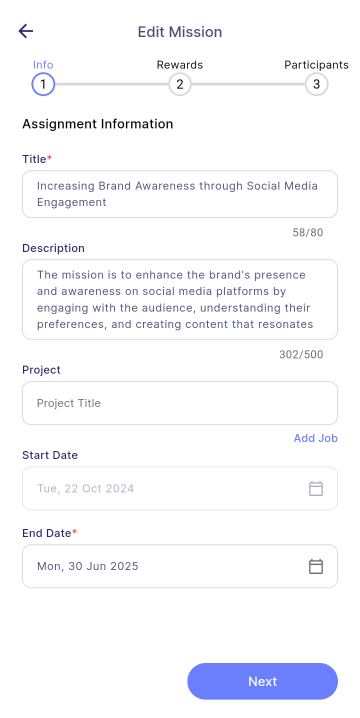 Edit Mission
Info
Rewards
Participants
1
2
3
Assignment Information
Title*
Increasing Brand Awareness through Social Media
Engagement
58/80
Description
The mission is to enhance the brand's presence
and awareness on social media platforms by
engaging with the audience, understanding their
preferences, and creating content that resonates
302/500
Project
Project Title
Add Job
Start Date
Tue, 22 Oct 2024
End Date*
Mon, 30 Jun 2025
Next